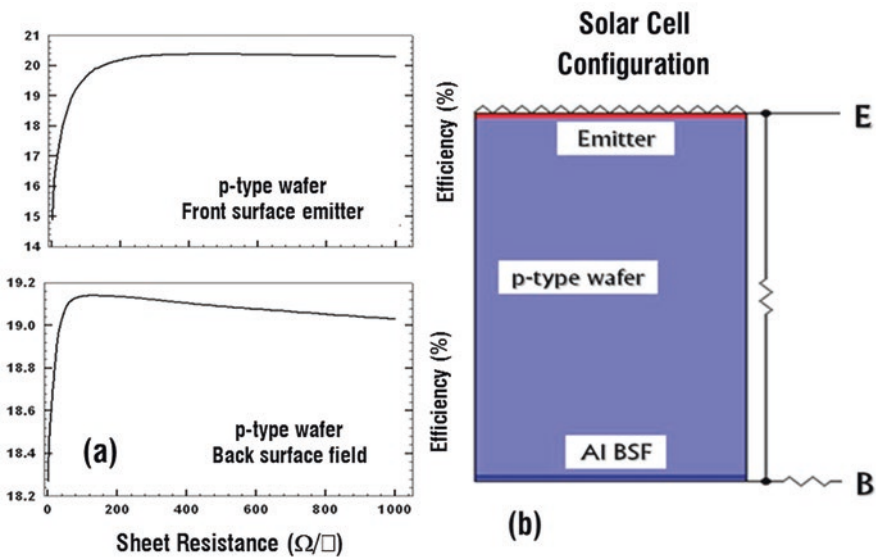 21
20
19
18
17
16
15
14
p-type wafer
Front surface emitter
Efficiency (%)
19.2
19.0
18.8
18.6
18.4
18.2
p-type wafer
Back surface field
(a)
Efficiency (%)
0 200 400 600 800 1000
Sheet Resistance (Ω/□)
Solar Cell
Configuration
E
Emitter
p-type wafer
Al BSF
B
(b)